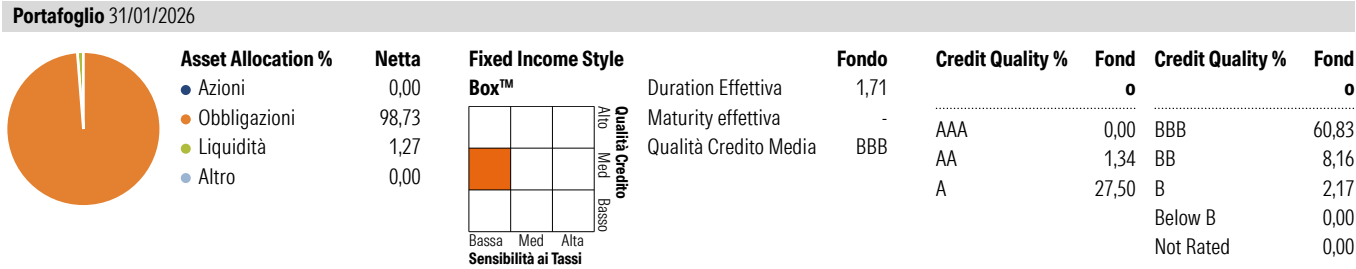 Portafoglio 31/01/2026
Asset Allocation % Netta
Azioni 0,00
Obbligazioni 98,73
Liquidità 1,27
Altro 0,00
Fixed Income Style
Box™
Alto Med Basso
Qualità Credito
Bassa Med Alta
Sensibilità ai Tassi
Fondo
Duration Effettiva 1,71
Maturity effettiva -
Qualità Credito Media BBB
Credit Quality % Fond
o
AAA 0,00
AA 1,34
A 27,50
Credit Quality % Fond
o
BBB 60,83
BB 8,16
B 2,17
Below B 0,00
Not Rated 0,00